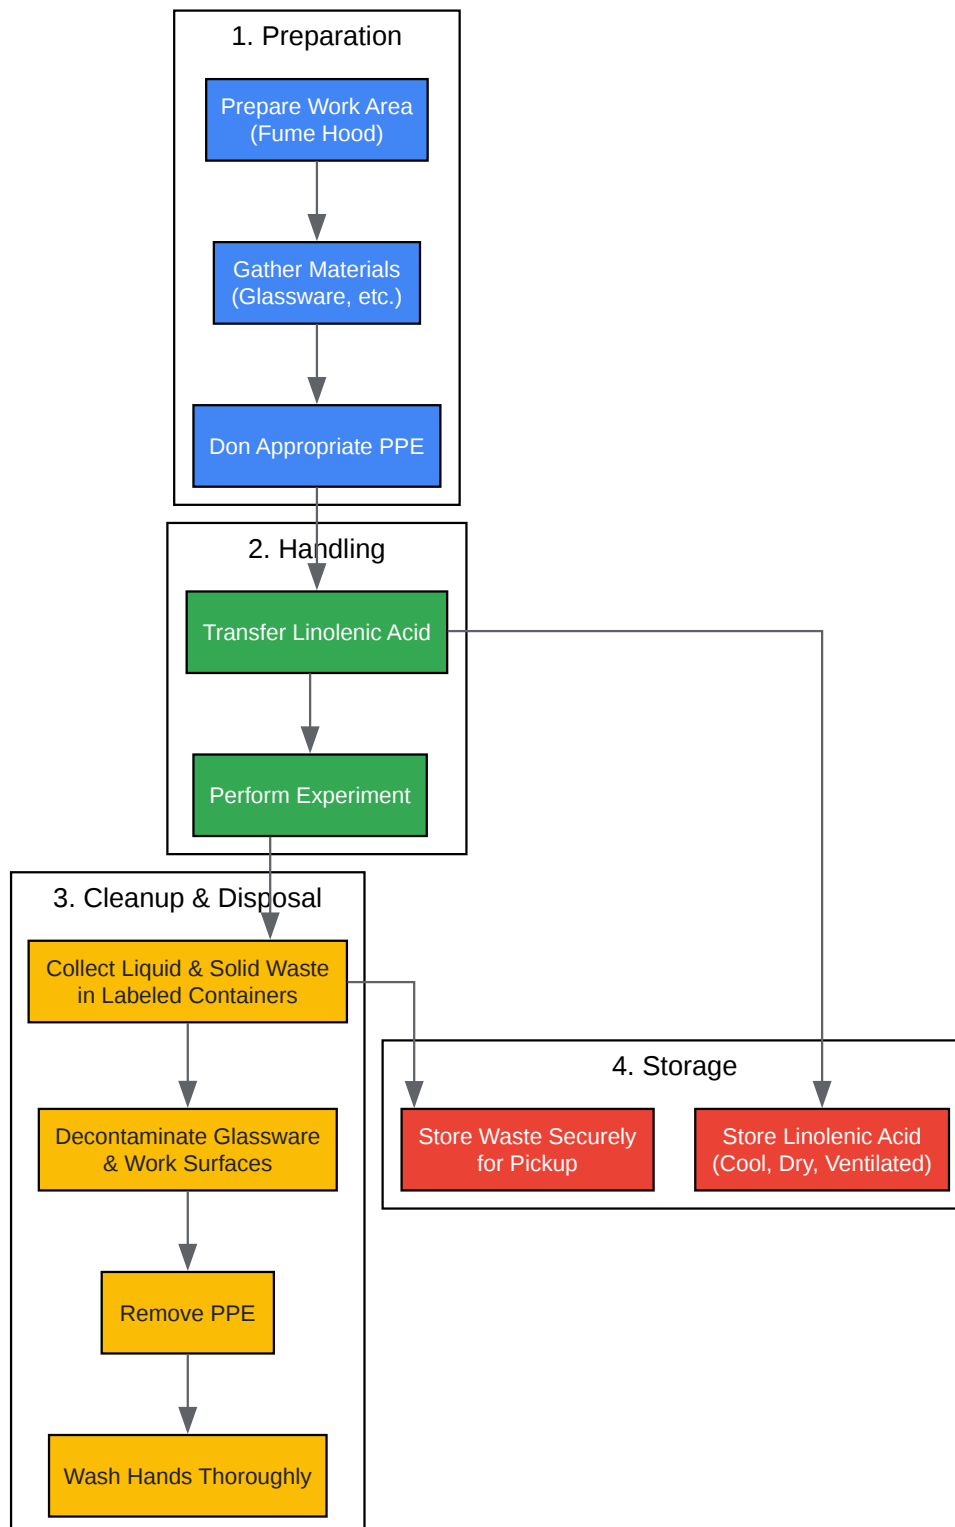 1. Preparation
Prepare Work Area
(Fume Hood)
Gather Materials
(Glassware, etc.)
Don Appropriate PPE
2. Handling
Transfer Linolenic Acid
Perform Experiment
3. Cleanup & Disposal
Collect Liquid & Solid Waste
in Labeled Containers
Decontaminate Glassware
& Work Surfaces
Remove PPE
Wash Hands Thoroughly
4. Storage
Store Waste Securely
for Pickup
Store Linolenic Acid
(Cool, Dry, Ventilated)